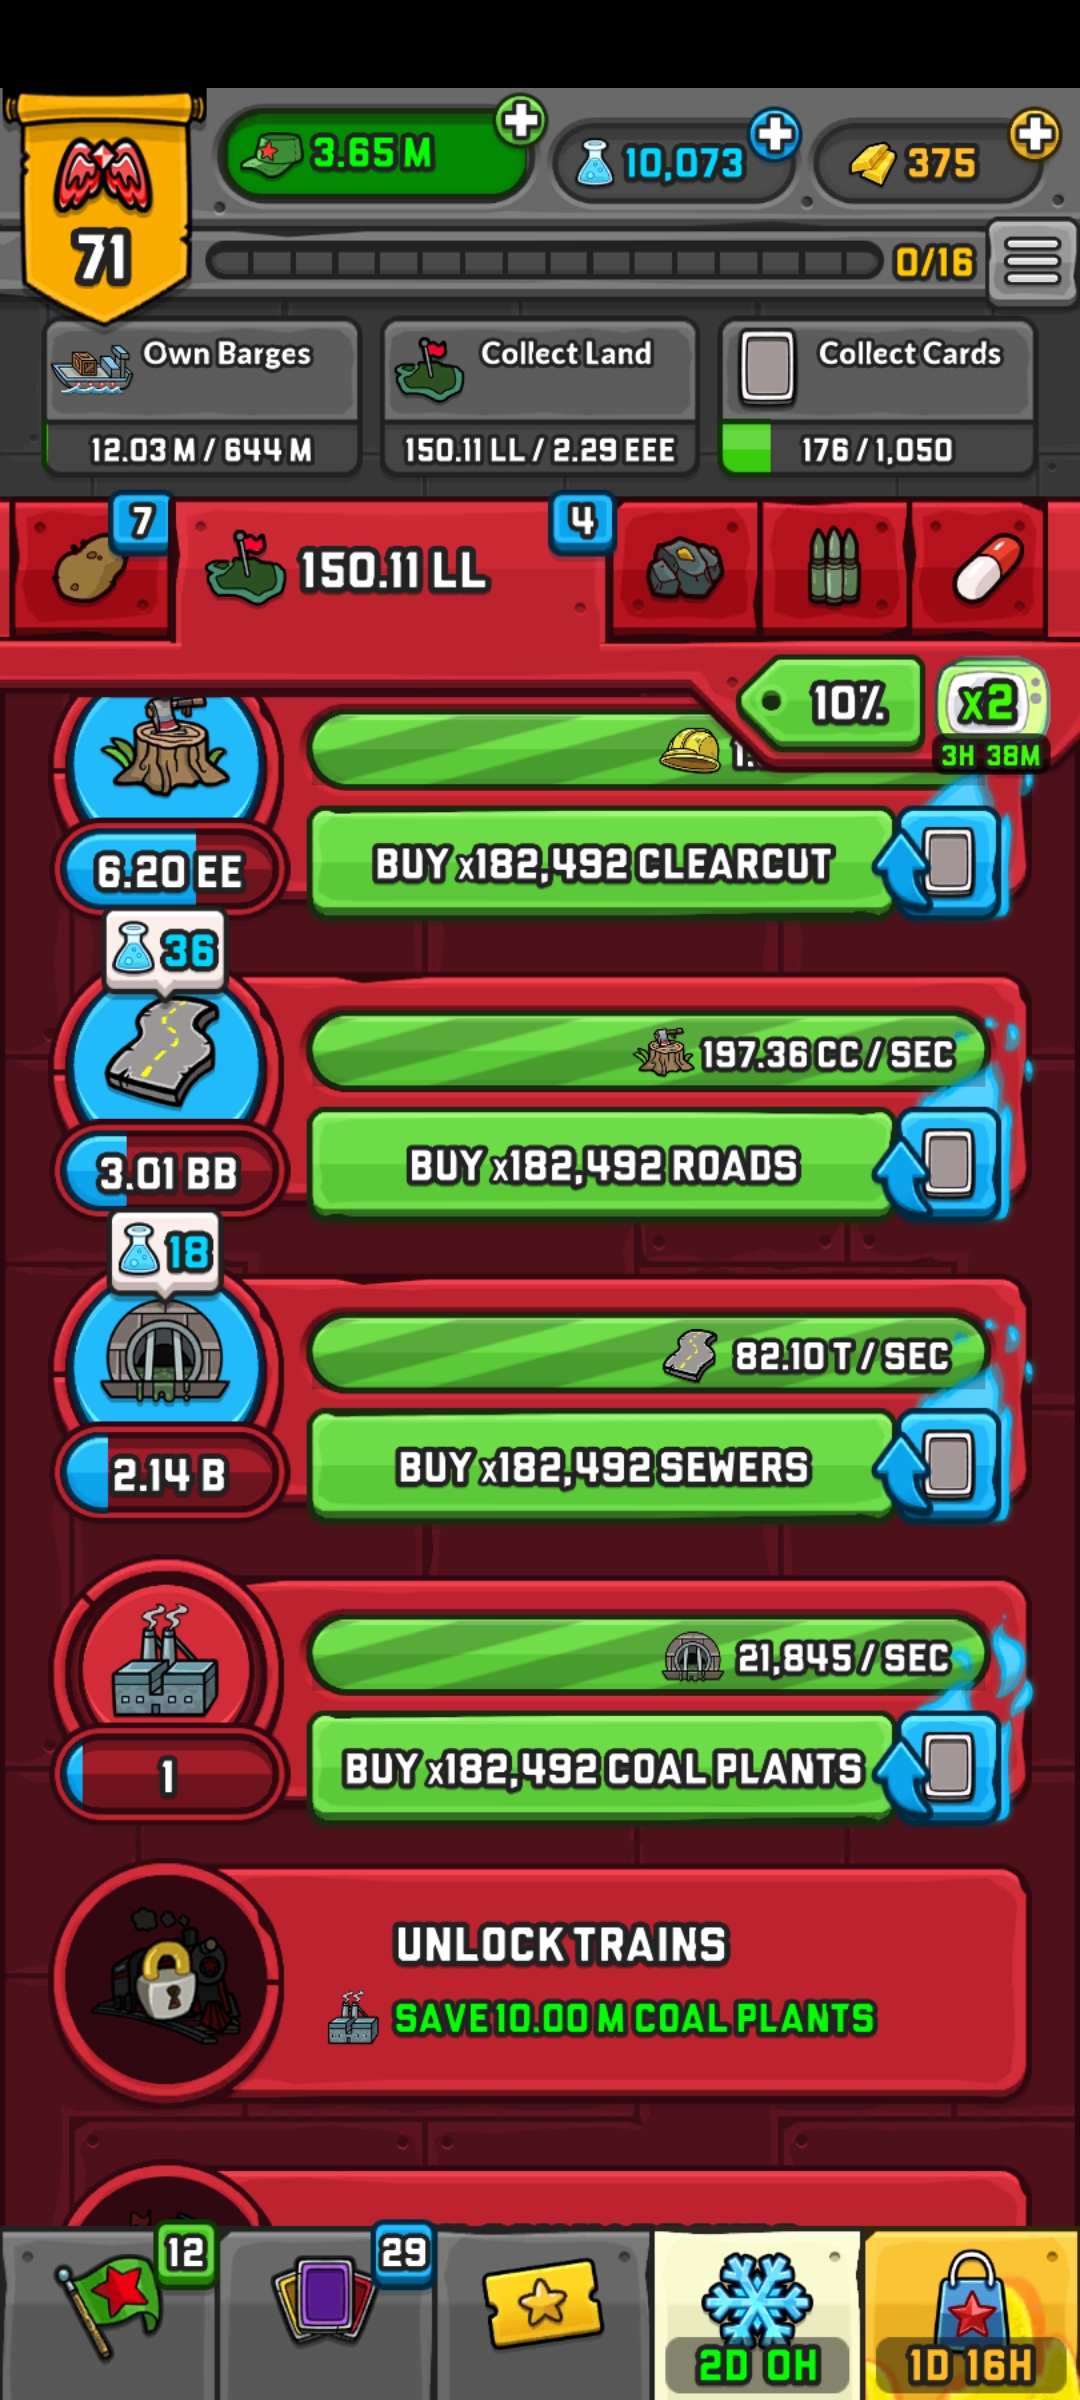 71
3.65 M
10,073
375
0/16
Own Barges
12.03 M / 644 M
Collect Land
150.11 LL / 2.29 EEE
Collect Cards
176 / 1,050
7
150.11 LL
4
10%
x2
3H 38M
6.20 EE
BUY x182,492 CLEARCUT
36
197.36 CC / SEC
3.01 BB
BUY x182,492 ROADS
18
82.10 T / SEC
2.14 B
BUY x182,492 SEWERS
21,845 / SEC
1
BUY x182,492 COAL PLANTS
UNLOCK TRAINS
SAVE 10.00 M COAL PLANTS
12
29
2D 0H
1D 16H